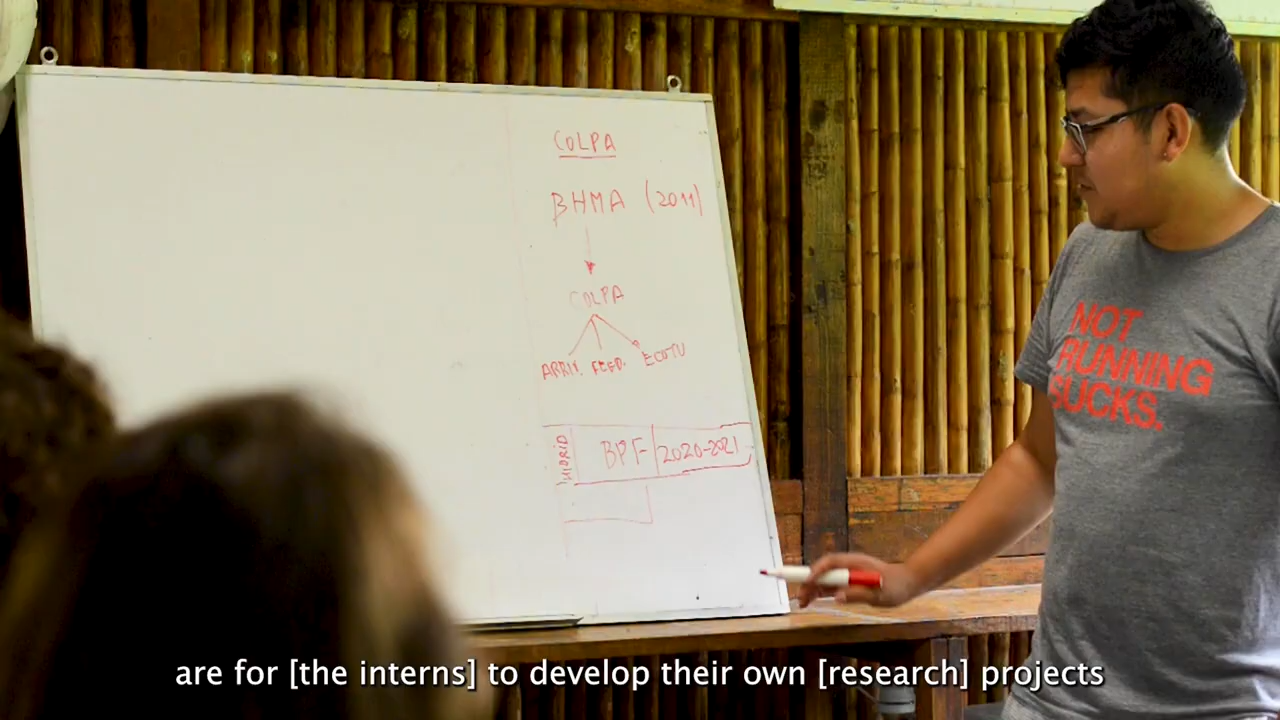 COLPA
BHMA (2011)
COLPA
ARRIV. FEED. ECOTU
BPF 2020-2021
NOT
RUNNING
SUCKS.
are for [the interns] to develop their own [research] projects